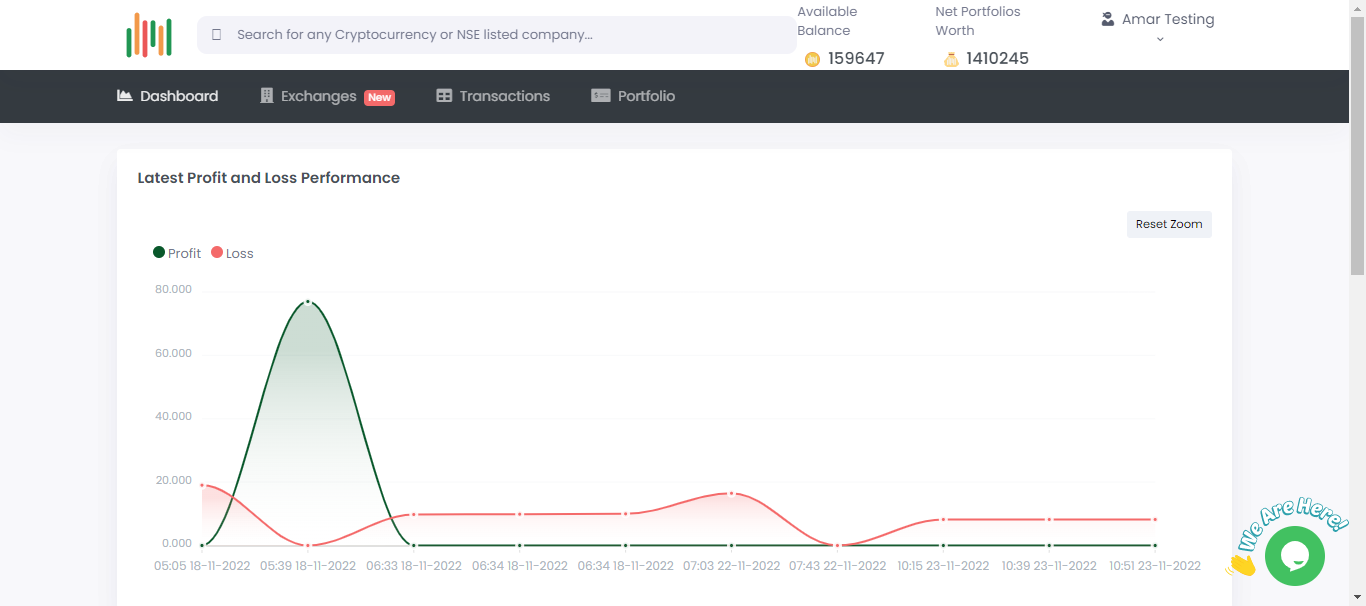 Search for any Cryptocurrency or NSE listed company...
Available
Balance
159647
Net Portfolios
Worth
1410245
Amar Testing
Dashboard
Exchanges New
Transactions
Portfolio
Latest Profit and Loss Performance
Reset Zoom
Profit Loss
80.000
60.000
40.000
20.000
0.000
05:05 18-11-2022 05:39 18-11-2022 06:33 18-11-2022 06:34 18-11-2022 06:34 18-11-2022 07:03 22-11-2022 07:43 22-11-2022 10:15 23-11-2022 10:39 23-11-2022 10:51 23-11-2022
We Are Here!